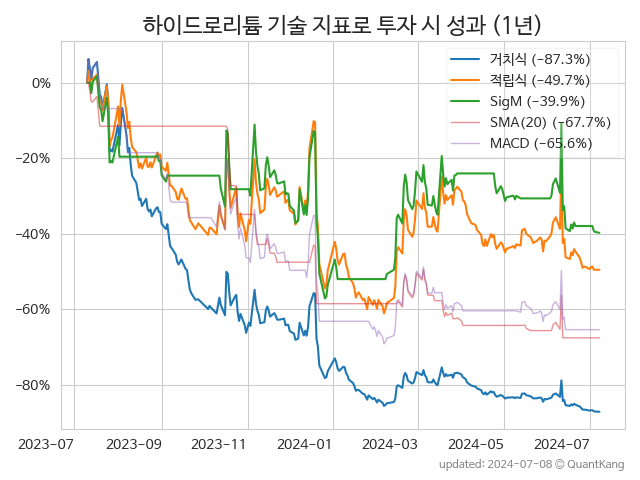 하이드로리튬 기술 지표로 투자 시 성과 (1년)
거치식 (−87.3%)
적립식 (−49.7%)
SigM (−39.9%)
SMA(20) (−67.7%)
MACD (−65.6%)
0%
−20%
−40%
−60%
−80%
2023-07
2023-09
2023-11
2024-01
2024-03
2024-05
2024-07
updated: 2024-07-08 © QuantKang